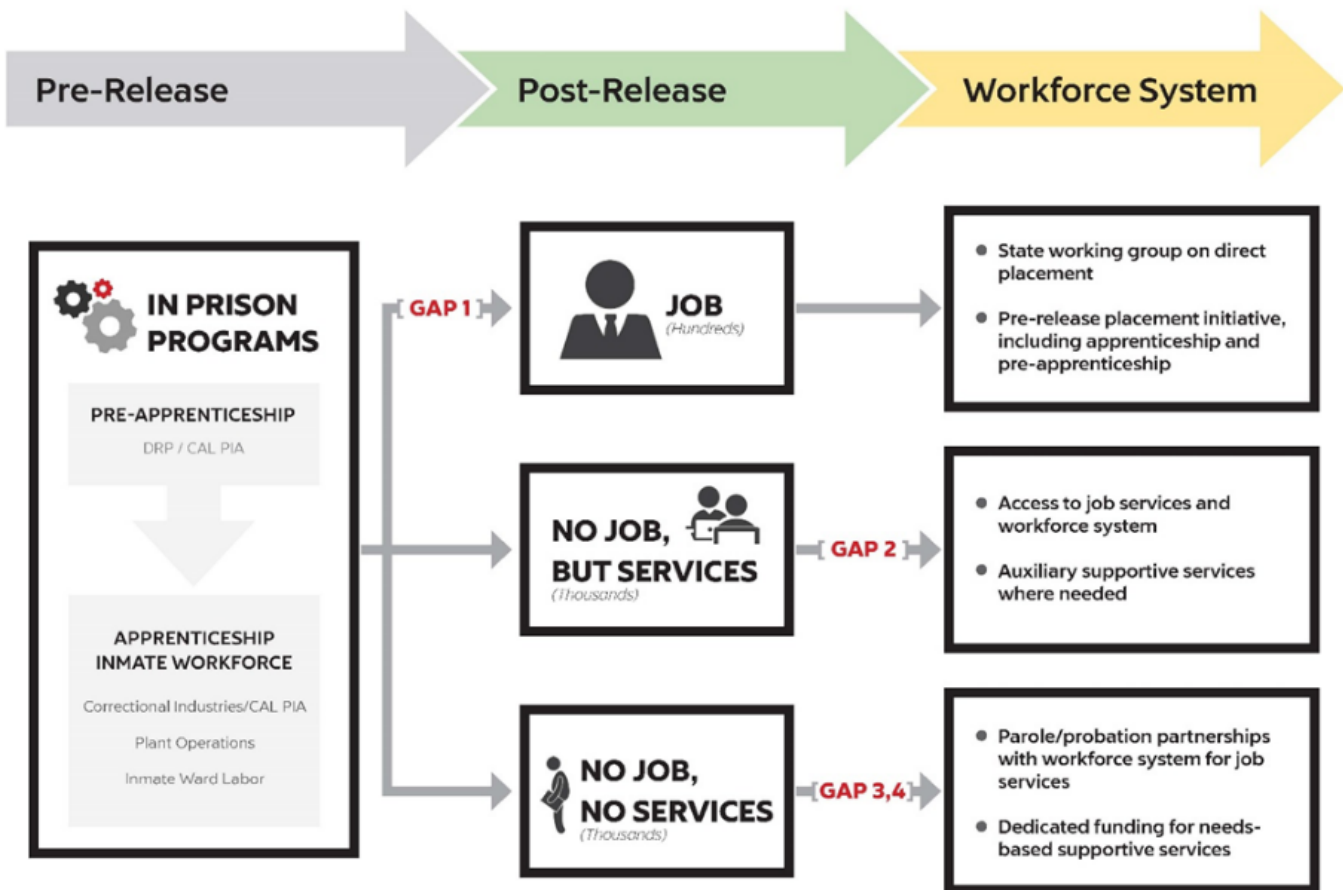 Pre-Release
Post-Release
Workforce System
IN PRISON
PROGRAMS
PRE-APPRENTICESHIP
DRP / CAL PIA
APPRENTICESHIP
INMATE WORKFORCE
Correctional Industries/CAL PIA
Plant Operations
Inmate Ward Labor
[ GAP 1 ]
JOB
(Hundreds)
● State working group on direct
placement
● Pre-release placement initiative,
including apprenticeship and
pre-apprenticeship
NO JOB,
BUT SERVICES
(Thousands)
[ GAP 2 ]
● Access to job services and
workforce system
● Auxiliary supportive services
where needed
NO JOB,
NO SERVICES
(Thousands)
[GAP 3,4]
● Parole/probation partnerships
with workforce system for job
services
● Dedicated funding for needs-
based supportive services